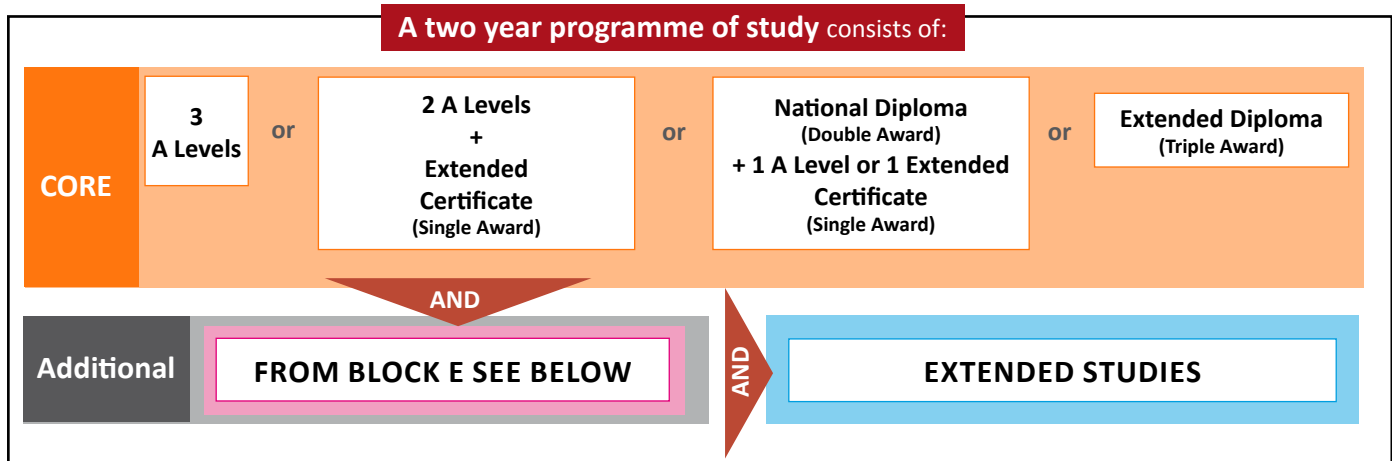 A two year programme of study consists of:
CORE
3
A Levels
or
2 A Levels
+
Extended
Certificate
(Single Award)
or
National Diploma
(Double Award)
+ 1 A Level or 1 Extended
Certificate
(Single Award)
or
Extended Diploma
(Triple Award)
AND
Additional
FROM BLOCK E SEE BELOW
AND
EXTENDED STUDIES